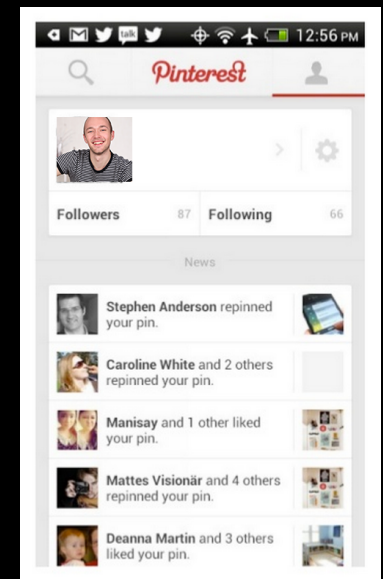 talk
12:56 PM
Pinterest
Followers 87 Following 66
News
Stephen Anderson repinned
your pin.
Caroline White and 2 others
repinned your pin.
Manisay and 1 other liked
your pin.
Mattes Visionär and 4 others
repinned your pin.
Deanna Martin and 3 others
liked your pin.